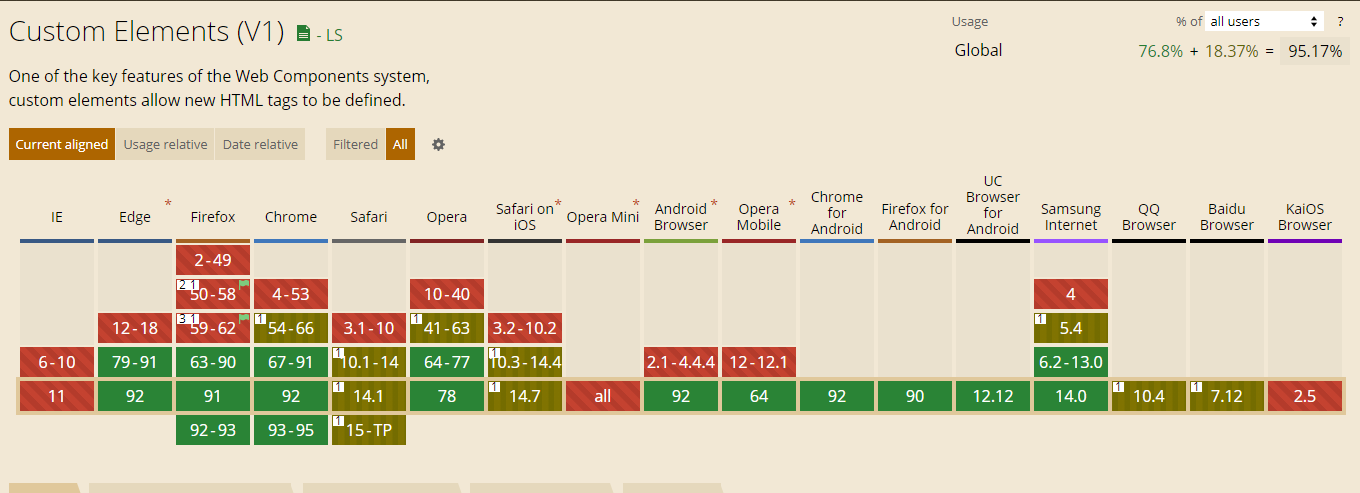 Custom Elements (V1) - LS
Usage % of all users ?
Global 76.8% + 18.37% = 95.17%
One of the key features of the Web Components system,
custom elements allow new HTML tags to be defined.
Current aligned Usage relative Date relative Filtered All
IE
Edge *
Firefox
Chrome
Safari
Opera
Safari on *
iOS
Opera Mini *
Android *
Browser
Opera *
Mobile
Chrome
for
Android
Firefox for
Android
UC
Browser
for
Android
Samsung
Internet
QQ
Browser
Baidu
Browser
KaiOS
Browser
2-49
2 1 50-58 4-53 10-40 4
12-18 3 1 59-62 1 54-66 3.1-10 1 41-63 3.2-10.2 1 5.4
6-10 79-91 63-90 67-91 1 10.1-14 64-77 1 10.3-14.4 2.1-4.4.4 12-12.1 6.2-13.0
11 92 91 92 1 14.1 78 1 14.7 all 92 64 92 90 12.12 14.0 1 10.4 1 7.12 2.5
92-93 93-95 1 15-TP